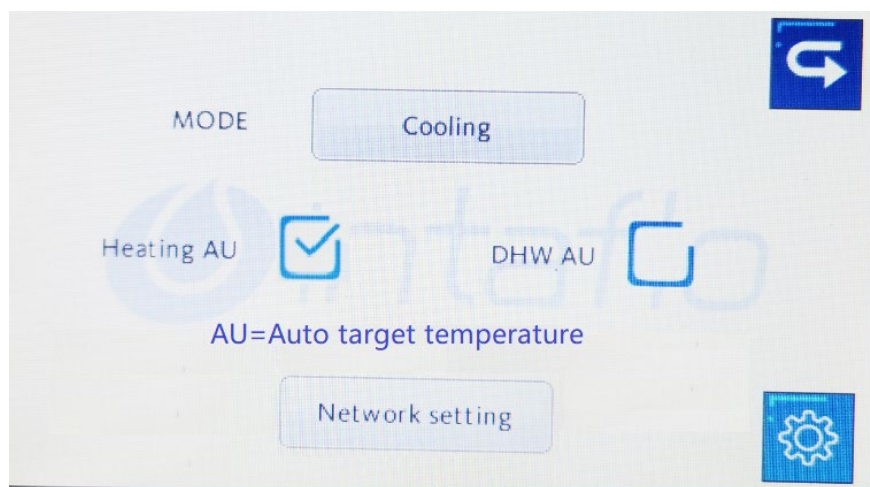 MODE
Cooling
Heating AU
DHW AU
intaflo
AU=Auto target temperature
Network setting